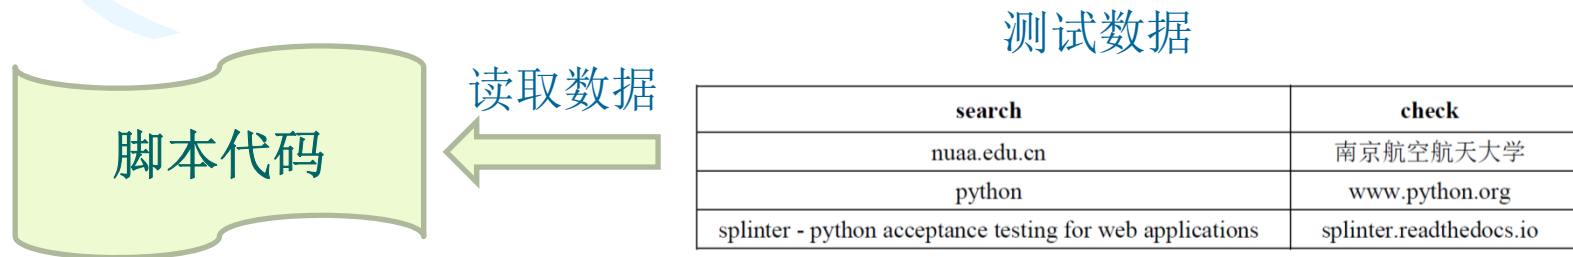 测试数据
读取数据
脚本代码
search check
nuaa.edu.cn 南京航空航天大学
python www.python.org
splinter - python acceptance testing for web applications splinter.readthedocs.io